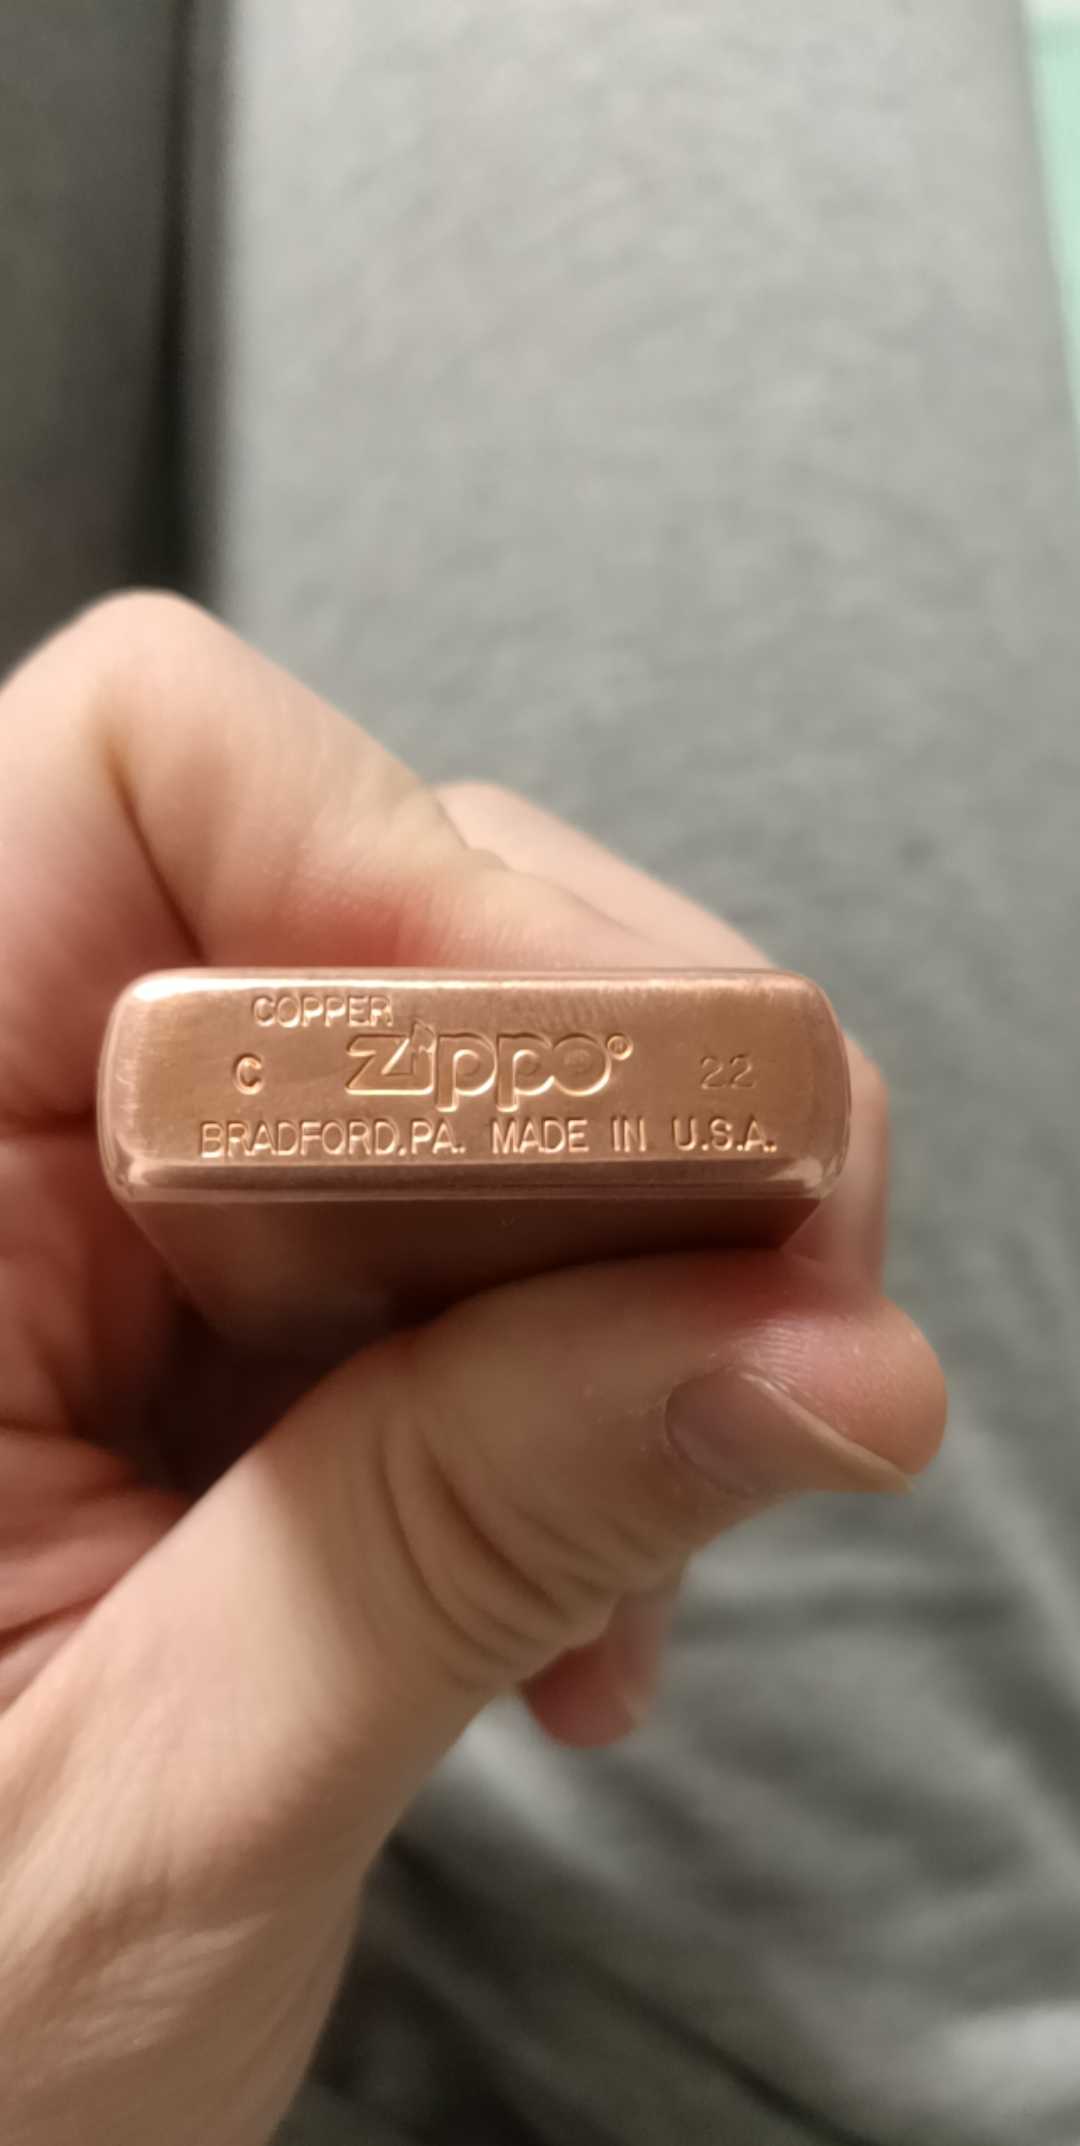 COPPER
C zippo® 22
BRADFORD,PA. MADE IN U.S.A.